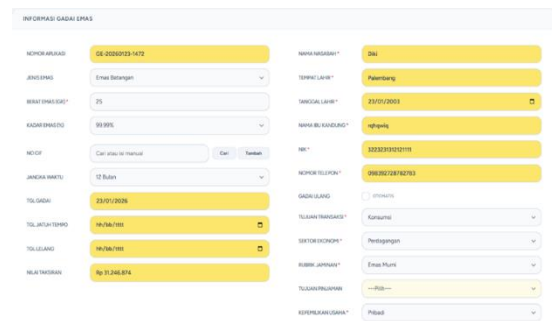 INFORMASI GADAI EMAS
NOMOR APLIKASI
GE-20260123-1472
JENIS EMAS
Emas Batangan
BERAT EMAS (GR) *
25
KADAR EMAS (%)
99.99%
NO CIF
Cari atau isi manual
Cari
Tambah
JANGKA WAKTU
12 Bulan
TGL GADAI
23/01/2026
TGL JATUH TEMPO
hh/bb/tttt
TGL LELANG
hh/bb/tttt
NILAI TAKSIRAN
Rp 31.246.874
NAMA NASABAH *
Diki
TEMPAT LAHIR *
Palembang
TANGGAL LAHIR *
23/01/2003
NAMA IBU KANDUNG *
NIK *
NOMOR TELEPON *
098392728792783
GADAI ULANG
OTOMATIS
TUJUAN TRANSAKSI *
Konsumsi
SEKTOR EKONOMI *
Perdagangan
RUBRIK JAMINAN *
Emas Murni
TUJUAN PINJAMAN
---Pilih---
KEPEMILIKAN USAHA *
Pribadi